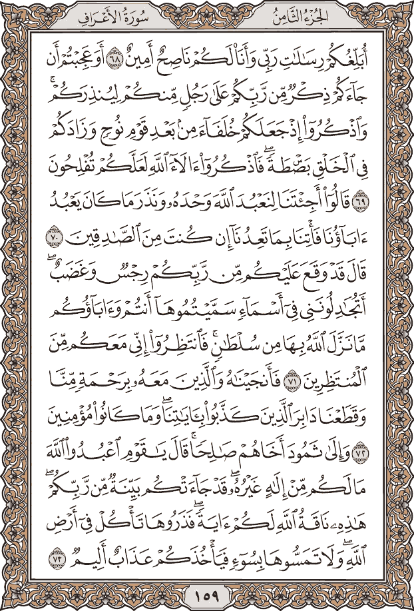 الجزء الثامن
سورة الأعراف
أُبَلِّغُكُمْ رِسَٰلَٰتِ رَبِّي وَأَنَا۠ لَكُمْ نَاصِحٌ أَمِينٌ ٦٨ أَوَعَجِبْتُمْ أَن
جَآءَكُمْ ذِكْرٌ مِّن رَّبِّكُمْ عَلَىٰ رَجُلٍ مِّنكُمْ لِيُنذِرَكُمْ ۚ
وَٱذْكُرُوٓا۟ إِذْ جَعَلَكُمْ خُلَفَآءَ مِنۢ بَعْدِ قَوْمِ نُوحٍ وَزَادَكُمْ
فِي ٱلْخَلْقِ بَصْۜطَةً ۖ فَٱذْكُرُوٓا۟ ءَالَآءَ ٱللَّهِ لَعَلَّكُمْ تُفْلِحُونَ
٦٩ قَالُوٓا۟ أَجِئْتَنَا لِنَعْبُدَ ٱللَّهَ وَحْدَهُۥ وَنَذَرَ مَا كَانَ يَعْبُدُ
ءَابَآؤُنَا فَأْتِنَا بِمَا تَعِدُنَآ إِن كُنتَ مِنَ ٱلصَّٰدِقِينَ ٧٠
قَالَ قَدْ وَقَعَ عَلَيْكُم مِّن رَّبِّكُمْ رِجْسٌ وَغَضَبٌ ۖ
أَتُجَٰدِلُونَنِي فِيٓ أَسْمَآءٍ سَمَّيْتُمُوهَآ أَنتُمْ وَءَابَآؤُكُم
مَّا نَزَّلَ ٱللَّهُ بِهَا مِن سُلْطَٰنٍ ۚ فَٱنتَظِرُوٓا۟ إِنِّي مَعَكُم مِّنَ
ٱلْمُنتَظِرِينَ ٧١ فَأَنجَيْنَٰهُ وَٱلَّذِينَ مَعَهُۥ بِرَحْمَةٍ مِّنَّا
وَقَطَعْنَا دَابِرَ ٱلَّذِينَ كَذَّبُوا۟ بِـَٔايَٰتِنَا ۖ وَمَا كَانُوا۟ مُؤْمِنِينَ
٧٢ وَإِلَىٰ ثَمُودَ أَخَاهُمْ صَٰلِحًا ۗ قَالَ يَٰقَوْمِ ٱعْبُدُوا۟ ٱللَّهَ
مَا لَكُم مِّنْ إِلَٰهٍ غَيْرُهُۥ ۖ قَدْ جَآءَتْكُم بَيِّنَةٌ مِّن رَّبِّكُمْ ۖ
هَٰذِهِۦ نَاقَةُ ٱللَّهِ لَكُمْ ءَايَةً ۖ فَذَرُوهَا تَأْكُلْ فِيٓ أَرْضِ
ٱللَّهِ ۖ وَلَا تَمَسُّوهَا بِسُوٓءٍ فَيَأْخُذَكُمْ عَذَابٌ أَلِيمٌ ٧٣
١٥٩